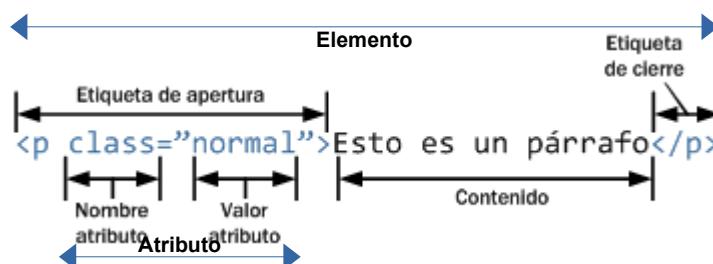 Elemento
Etiqueta
de cierre
Etiqueta de apertura
<p class=”normal”>Esto es un párrafo</p>
Nombre
atributo
Valor
atributo
Contenido
Atributo